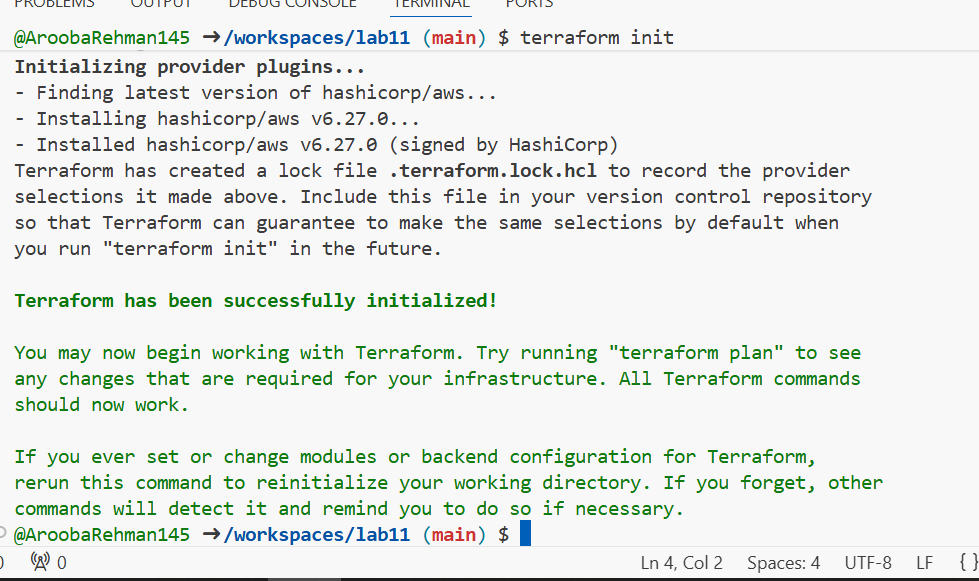 PROBLEMS OUTPUT DEBUG CONSOLE TERMINAL PORTS
@AroobaRehman145 →/workspaces/lab11 (main) $ terraform init
Initializing provider plugins...
- Finding latest version of hashicorp/aws...
- Installing hashicorp/aws v6.27.0...
- Installed hashicorp/aws v6.27.0 (signed by HashiCorp)
Terraform has created a lock file .terraform.lock.hcl to record the provider
selections it made above. Include this file in your version control repository
so that Terraform can guarantee to make the same selections by default when
you run "terraform init" in the future.
Terraform has been successfully initialized!
You may now begin working with Terraform. Try running "terraform plan" to see
any changes that are required for your infrastructure. All Terraform commands
should now work.
If you ever set or change modules or backend configuration for Terraform,
rerun this command to reinitialize your working directory. If you forget, other
commands will detect it and remind you to do so if necessary.
@AroobaRehman145 →/workspaces/lab11 (main) $
0 Ln 4, Col 2 Spaces: 4 UTF-8 LF {}